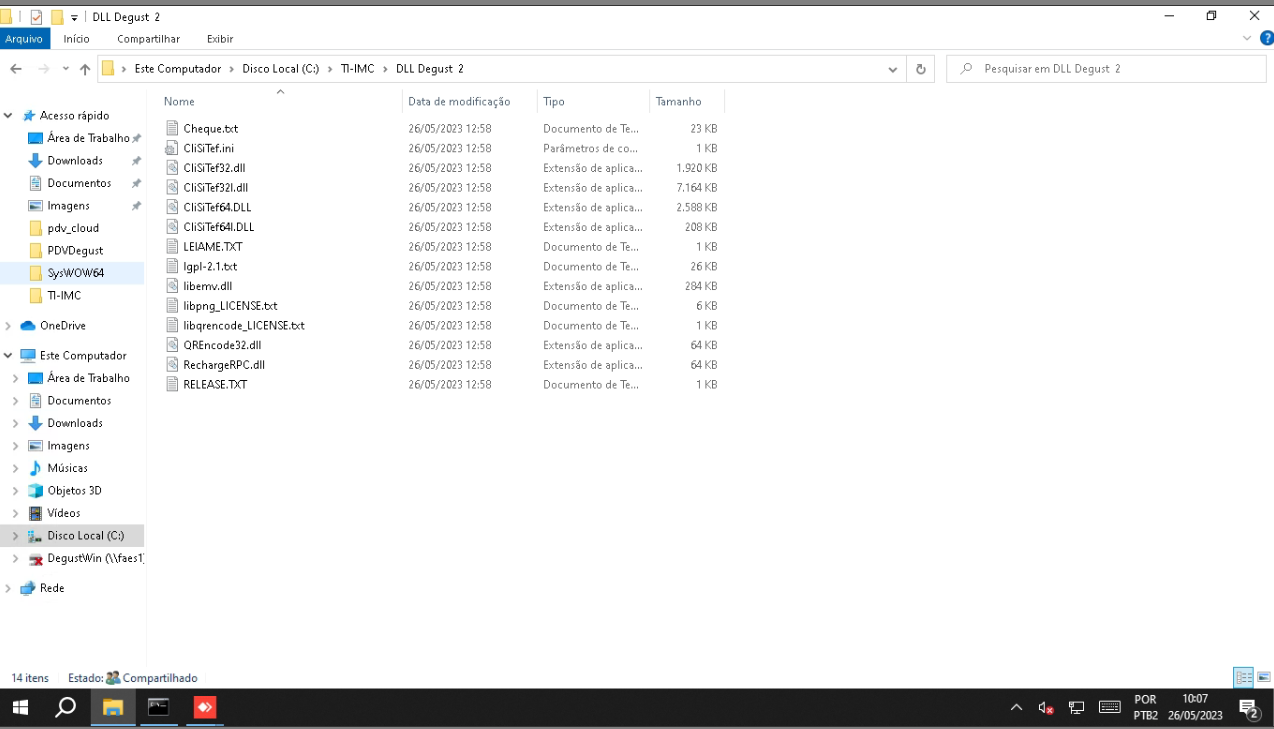 DLL Degust 2
Arquivo Início Compartilhar Exibir
Este Computador > Disco Local (C:) > TI-IMC > DLL Degust 2
Pesquisar em DLL Degust 2
Nome Data de modificação Tipo Tamanho
Acesso rápido
Área de Trabalho
Downloads
Documentos
Imagens
pdv_cloud
PDVDegust
SysWOW64
TI-IMC
OneDrive
Este Computador
Área de Trabalho
Documentos
Downloads
Imagens
Músicas
Objetos 3D
Vídeos
Disco Local (C:)
DegustWin (\\faes1)
Rede
Cheque.txt 26/05/2023 12:58 Documento de Te... 23 KB
CliSiTef.ini 26/05/2023 12:58 Parâmetros de co... 1 KB
CliSiTef32.dll 26/05/2023 12:58 Extensão de aplica... 1.920 KB
CliSiTef32I.dll 26/05/2023 12:58 Extensão de aplica... 7.164 KB
CliSiTef64.DLL 26/05/2023 12:58 Extensão de aplica... 2.588 KB
CliSiTef64I.DLL 26/05/2023 12:58 Extensão de aplica... 208 KB
LEIAME.TXT 26/05/2023 12:58 Documento de Te... 1 KB
lgpl-2.1.txt 26/05/2023 12:58 Documento de Te... 26 KB
libemv.dll 26/05/2023 12:58 Extensão de aplica... 284 KB
libpng_LICENSE.txt 26/05/2023 12:58 Documento de Te... 6 KB
libqrencode_LICENSE.txt 26/05/2023 12:58 Documento de Te... 1 KB
QREncode32.dll 26/05/2023 12:58 Extensão de aplica... 64 KB
RechargeRPC.dll 26/05/2023 12:58 Extensão de aplica... 64 KB
RELEASE.TXT 26/05/2023 12:58 Documento de Te... 1 KB
14 itens Estado: Compartilhado
POR 10:07
PTB2 26/05/2023
2